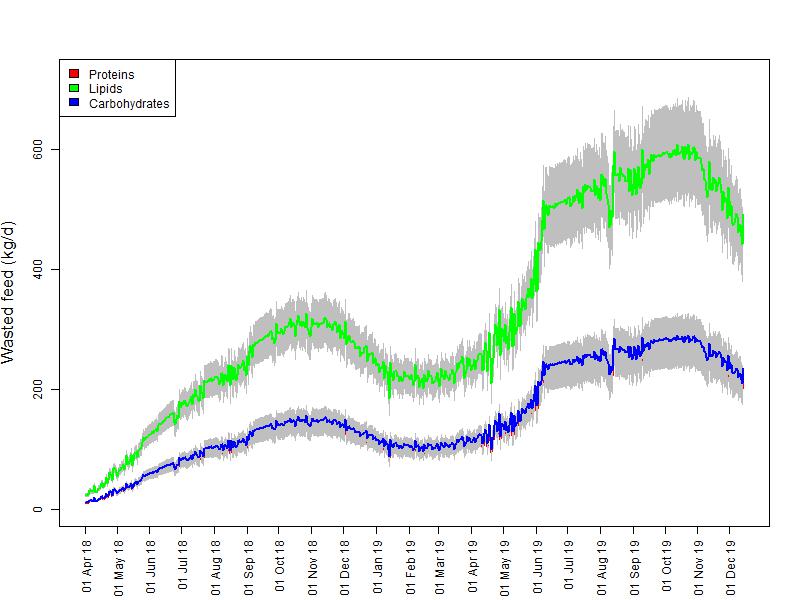 Proteins
Lipids
Carbohydrates
Wasted feed (kg/d)
600
400
200
0
01 Apr 18
01 May 18
01 Jun 18
01 Jul 18
01 Aug 18
01 Sep 18
01 Oct 18
01 Nov 18
01 Dec 18
01 Jan 19
01 Feb 19
01 Mar 19
01 Apr 19
01 May 19
01 Jun 19
01 Jul 19
01 Aug 19
01 Sep 19
01 Oct 19
01 Nov 19
01 Dec 19